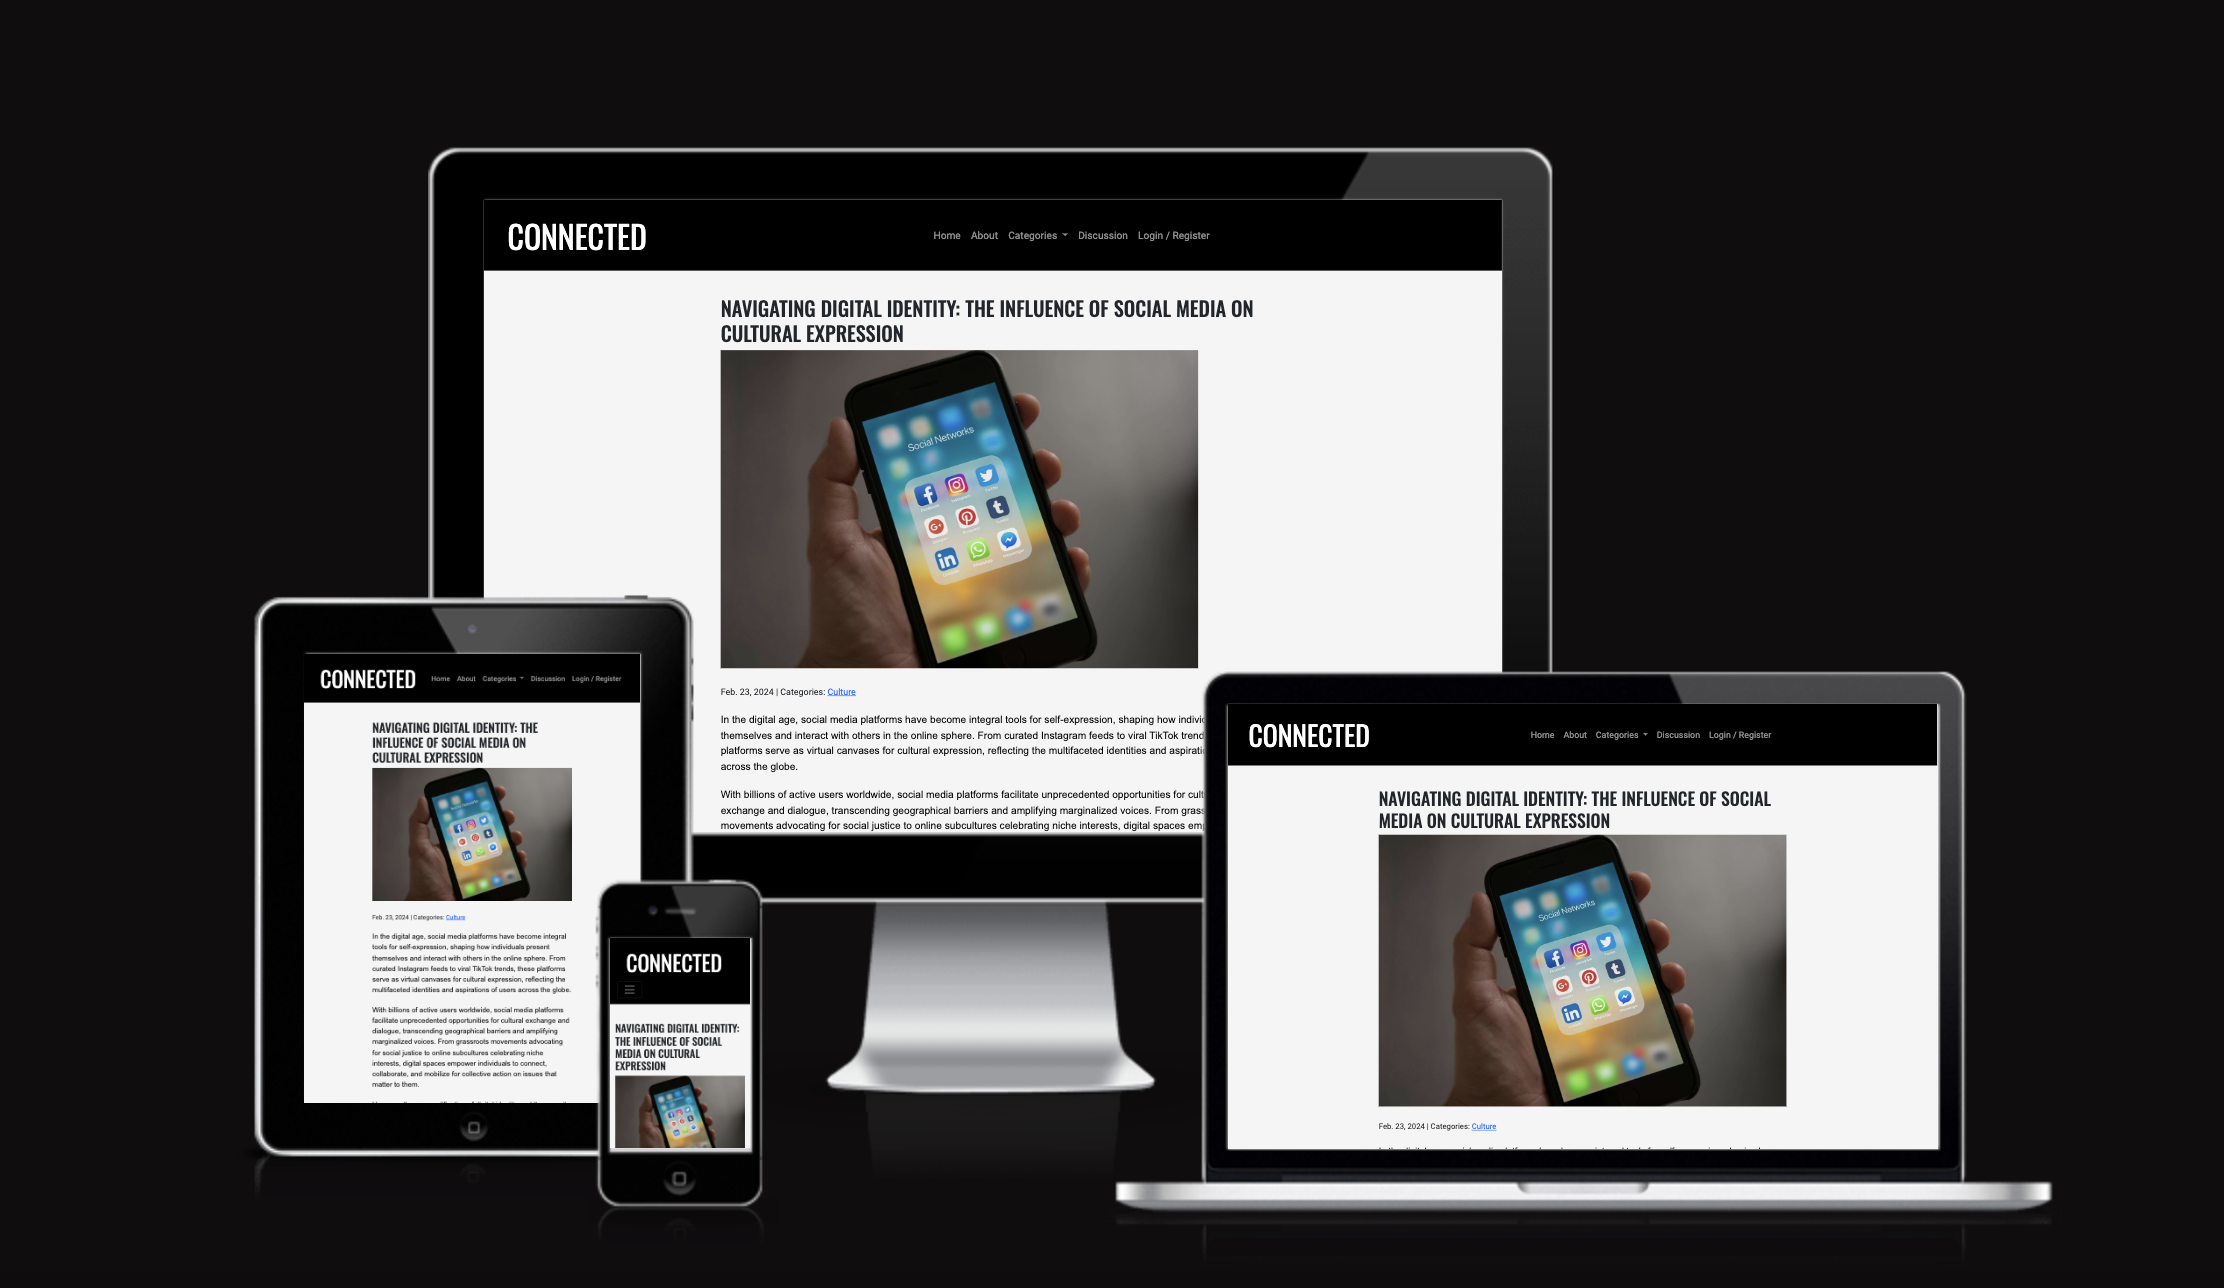 CONNECTED
Home About Categories Discussion Login / Register
NAVIGATING DIGITAL IDENTITY: THE INFLUENCE OF SOCIAL MEDIA ON
CULTURAL EXPRESSION
Social Networks
Feb. 23, 2024 | Categories: Culture
In the digital age, social media platforms have become integral tools for self-expression, shaping how
themselves and interact with others in the online sphere. From curated Instagram feeds to viral TikTok
platforms serve as virtual canvases for cultural expression, reflecting the multifaceted identities and
across the globe.
With billions of active users worldwide, social media platforms facilitate unprecedented opportunities for
exchange and dialogue, transcending geographical barriers and amplifying marginalized voices. From
movements advocating for social justice to online subcultures celebrating niche interests, digital spaces
CONNECTED
Home About Categories Discussion Login / Register
NAVIGATING DIGITAL IDENTITY: THE
INFLUENCE OF SOCIAL MEDIA ON
CULTURAL EXPRESSION
Feb. 23, 2024 | Categories: Culture
In the digital age, social media platforms have become integral
tools for self-expression, shaping how individuals present
themselves and interact with others in the online sphere. From
curated Instagram feeds to viral TikTok trends, these platforms
serve as virtual canvases for cultural expression, reflecting the
multifaceted identities and aspirations of users across the globe.
With billions of active users worldwide, social media platforms
facilitate unprecedented opportunities for cultural exchange and
dialogue, transcending geographical barriers and amplifying
marginalized voices. From grassroots movements advocating
for social justice to online subcultures celebrating niche
interests, digital spaces empower individuals to connect,
collaborate, and mobilize for collective action on issues that
matter to them.
CONNECTED
NAVIGATING DIGITAL IDENTITY:
THE INFLUENCE OF SOCIAL
MEDIA ON CULTURAL
EXPRESSION
CONNECTED
Home About Categories Discussion Login / Register
NAVIGATING DIGITAL IDENTITY: THE INFLUENCE OF SOCIAL
MEDIA ON CULTURAL EXPRESSION
Social Networks
Feb. 23, 2024 | Categories: Culture